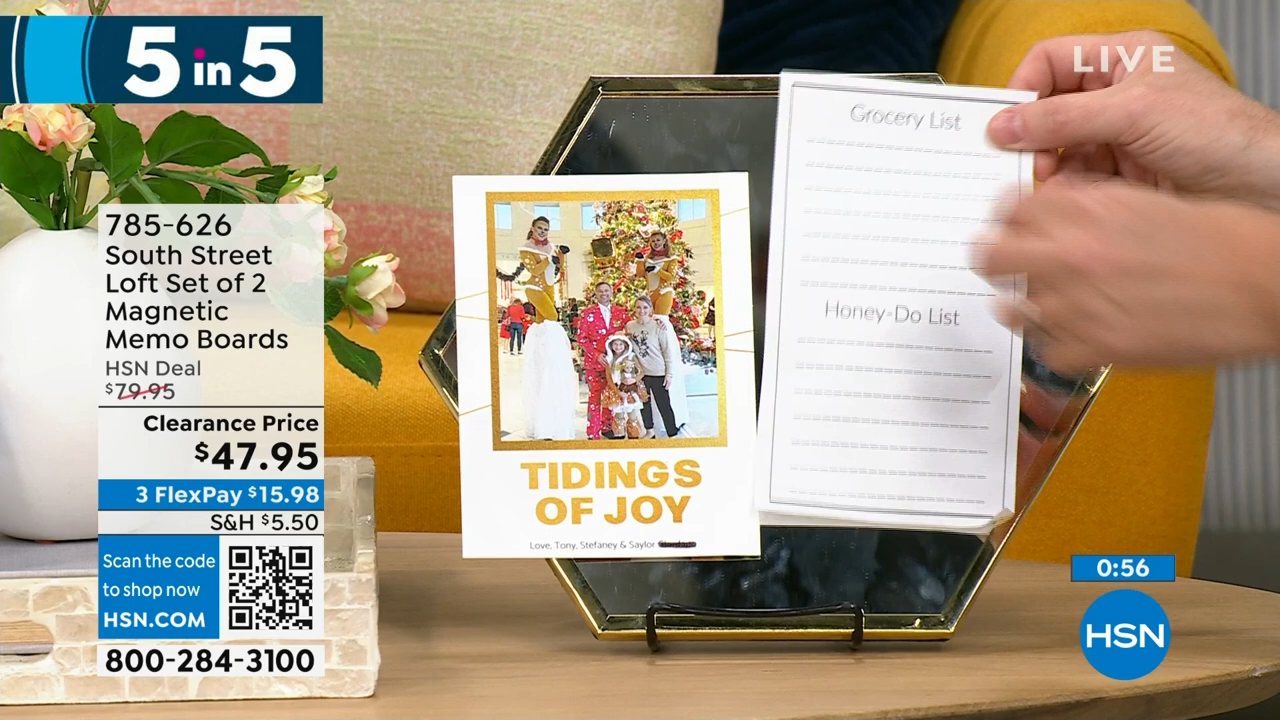 5 in 5
LIVE
785-626
South Street
Loft Set of 2
Magnetic
Memo Boards
HSN Deal
$79.95
Clearance Price
$47.95
3 FlexPay $15.98
S&H $5.50
Scan the code
to shop now
HSN.COM
800-284-3100
TIDINGS
OF JOY
Love, Tony, Stefaney & Saylor
Grocery List
Honey-Do List
0:56
HSN